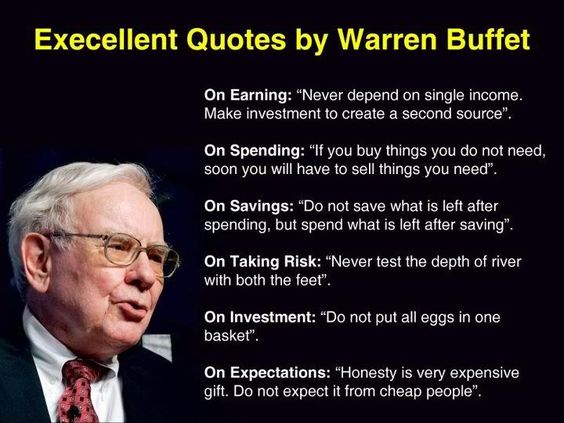 Execellent Quotes by Warren Buffet
On Earning: “Never depend on single income.
Make investment to create a second source”.
On Spending: “If you buy things you do not need,
soon you will have to sell things you need”.
On Savings: “Do not save what is left after
spending, but spend what is left after saving”.
On Taking Risk: “Never test the depth of river
with both the feet”.
On Investment: “Do not put all eggs in one
basket”.
On Expectations: “Honesty is very expensive
gift. Do not expect it from cheap people”.